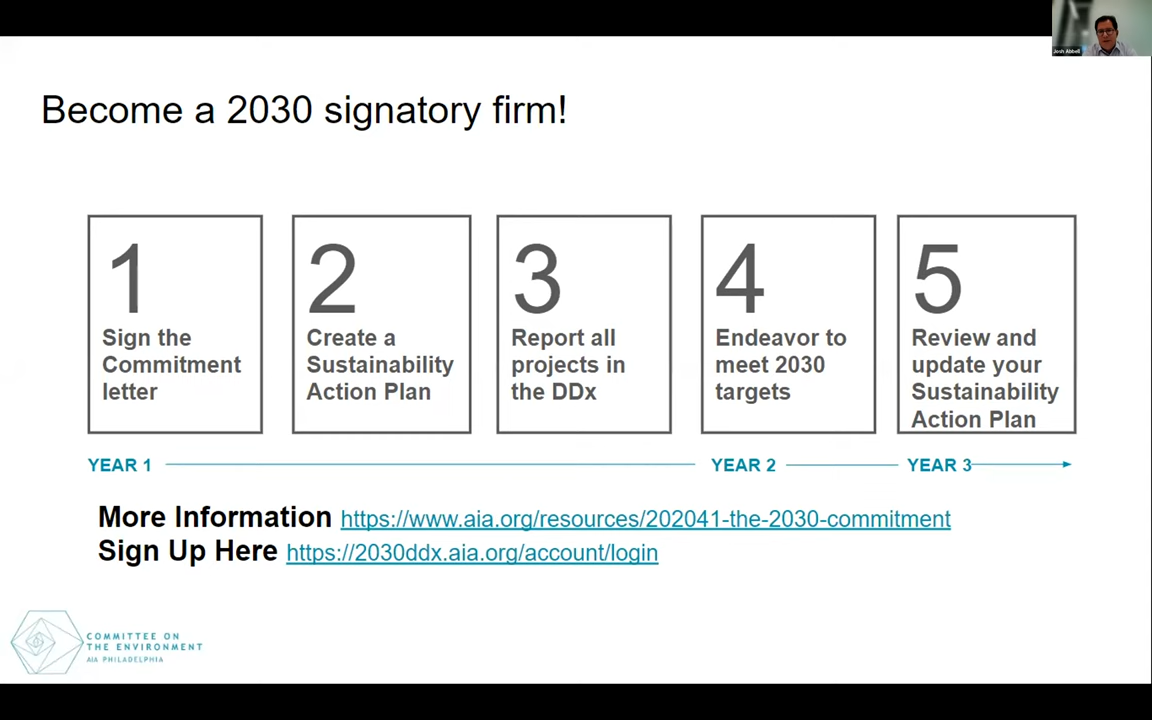 Josh Abbell
Become a 2030 signatory firm!
1
Sign the
Commitment
letter
2
Create a
Sustainability
Action Plan
3
Report all
projects in
the DDx
4
Endeavor to
meet 2030
targets
5
Review and
update your
Sustainability
Action Plan
YEAR 1
YEAR 2
YEAR 3
More Information https://www.aia.org/resources/202041-the-2030-commitment
Sign Up Here https://2030ddx.aia.org/account/login
COMMITTEE ON
THE ENVIRONMENT
AIA PHILADELPHIA